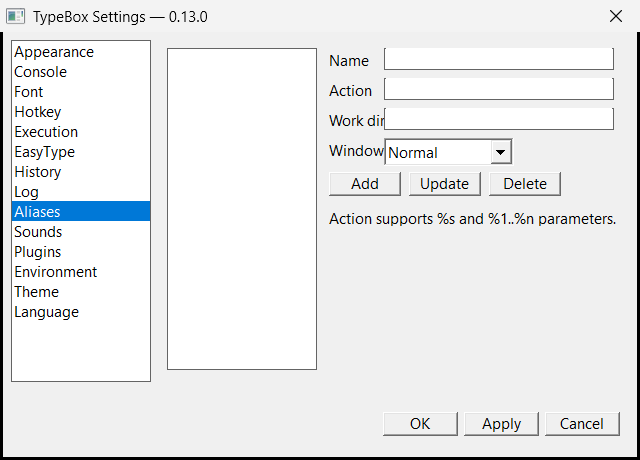 TypeBox Settings — 0.13.0
Appearance
Console
Font
Hotkey
Execution
EasyType
History
Log
Aliases
Sounds
Plugins
Environment
Theme
Language
Name
Action
Work dir
Window
Normal
Add
Update
Delete
Action supports %s and %1..%n parameters.
OK
Apply
Cancel